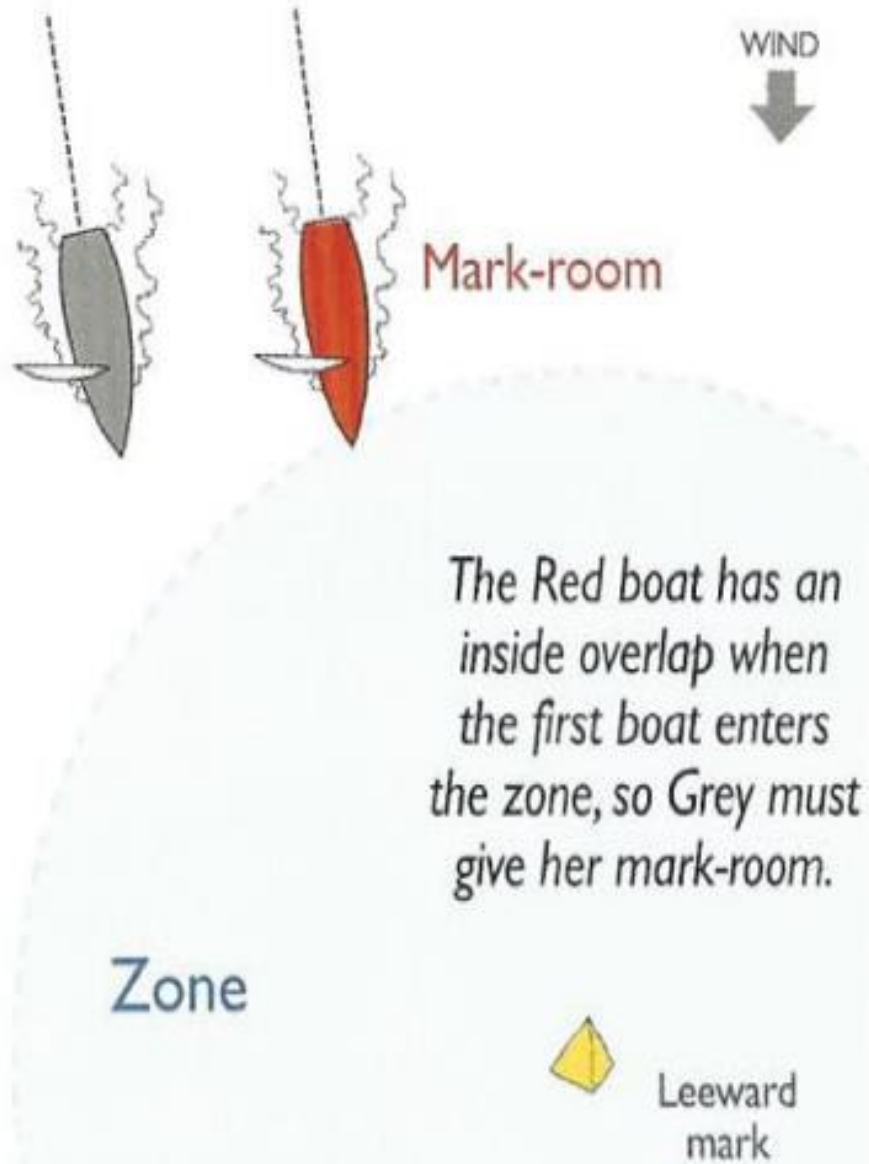 WIND
Mark-room
The Red boat has an
inside overlap when
the first boat enters
the zone, so Grey must
give her mark-room.
Zone
Leeward
mark